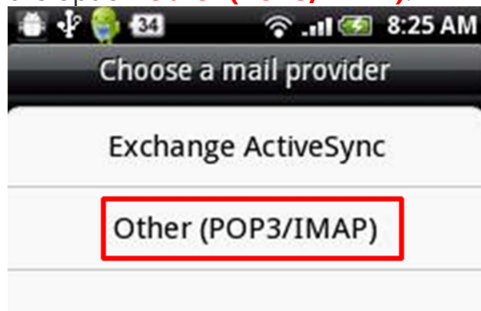 34 8:25 AM
Choose a mail provider
Exchange ActiveSync
Other (POP3/IMAP)